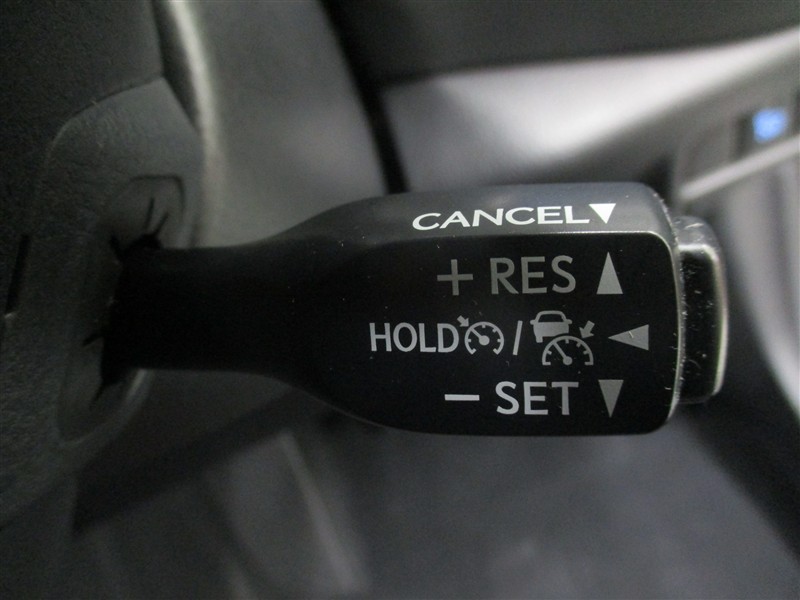 CANCEL▼
+ RES ▲
HOLD / ◀
− SET ▼